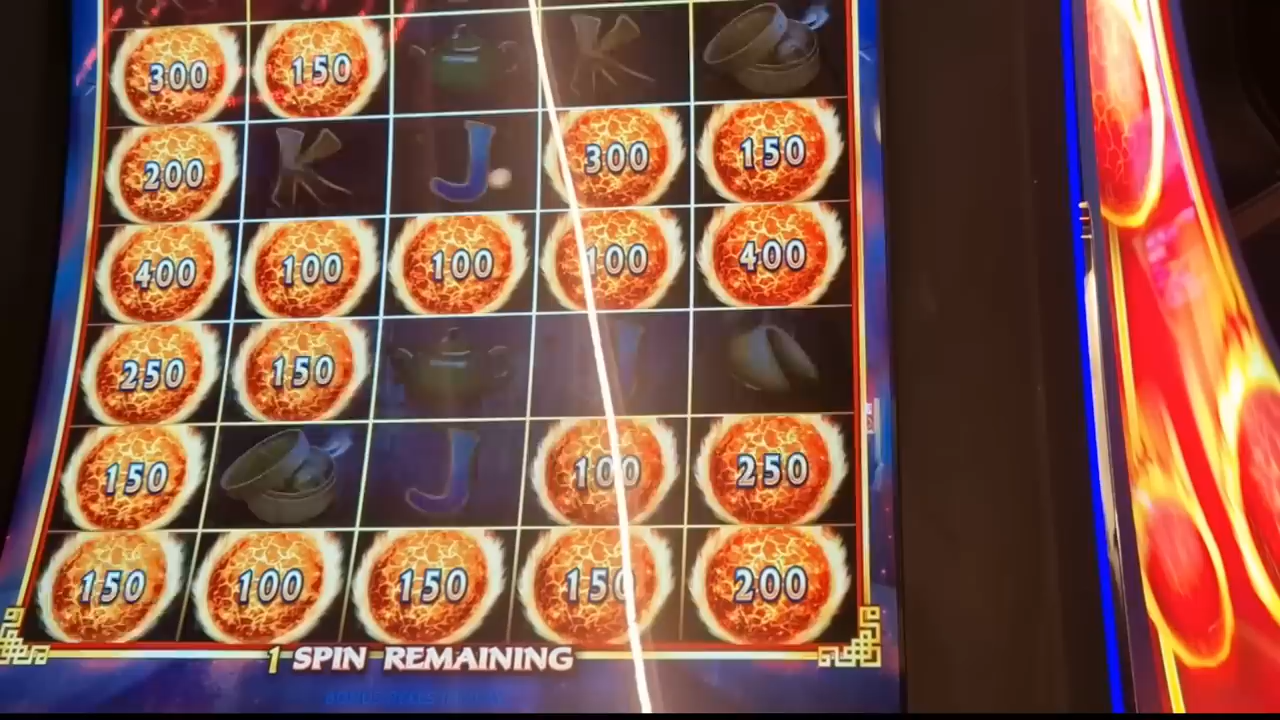 300 150 K
200 K J 300 150
400 100 100 100 400
250 150 J
150 J 100 250
150 100 150 150 200
1 SPIN REMAINING